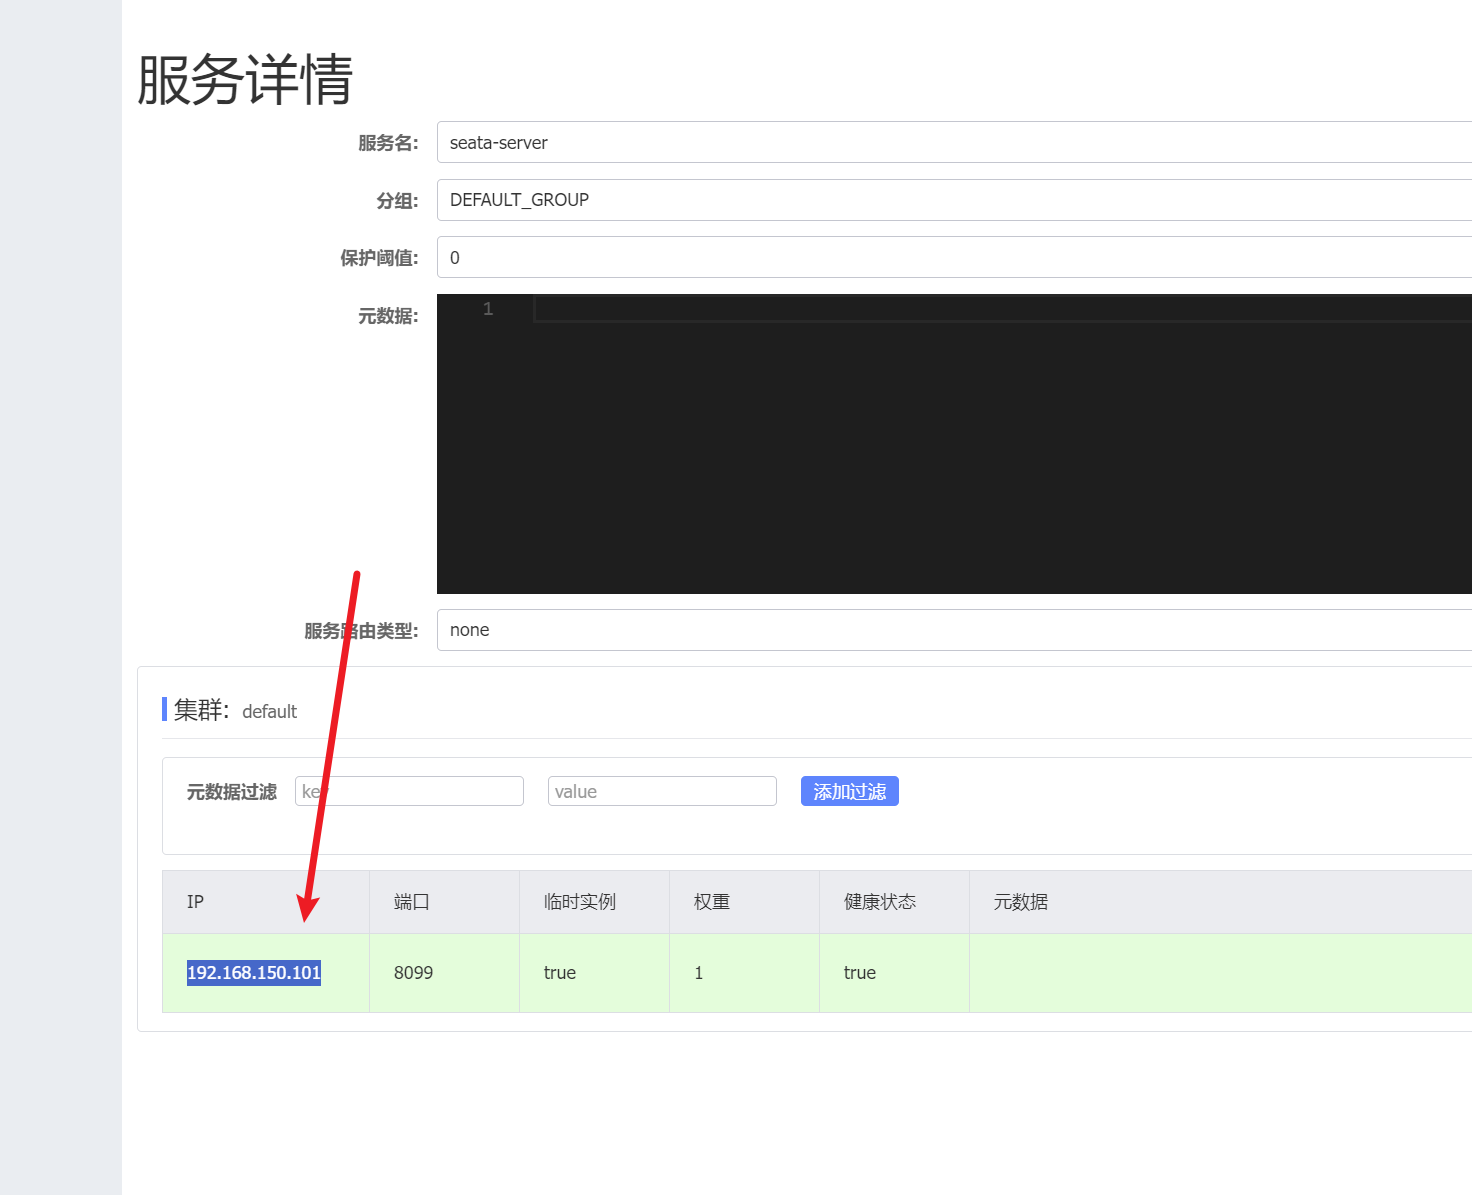 服务详情
服务名: seata-server
分组: DEFAULT_GROUP
保护阈值: 0
元数据: 1
服务路由类型: none
集群: default
元数据过滤 key value 添加过滤
IP 端口 临时实例 权重 健康状态 元数据
192.168.150.101 8099 true 1 true